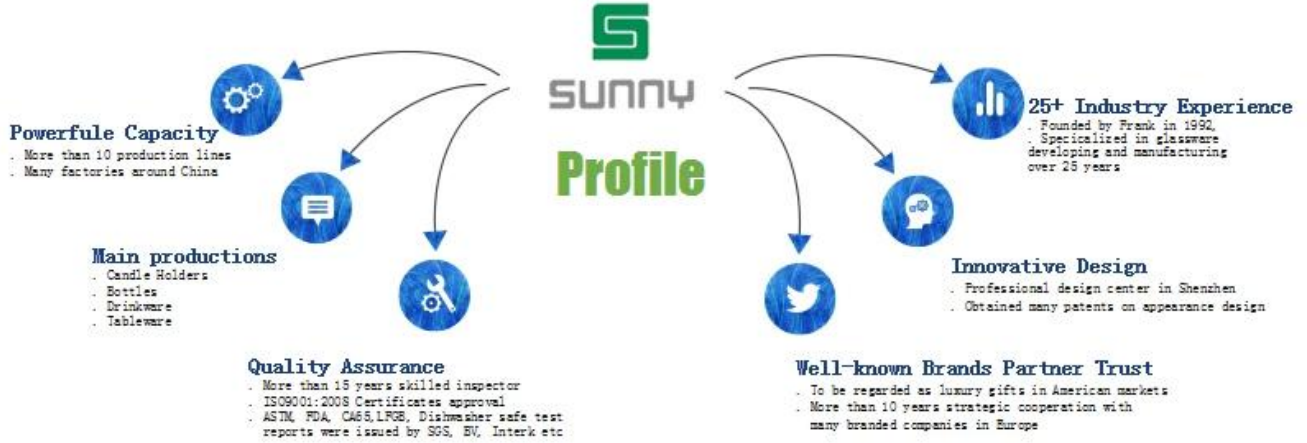 SUNNY
Profile
Powerfule Capacity
. More than 10 production lines
. Many factories around China
Main productions
. Candle Holders
. Bottles
. Drinkware
. Tableware
Quality Assurance
. More than 15 years skilled inspector
. ISO9001:2008 Certificates approval
. ASTM, FDA, CA65,LFGB, Dishwasher safe test
reports were issued by SGS, BV, Interk etc
25+ Industry Experience
. Founded by Frank in 1992,
. Specicalized in glassware
developing and manufacturing
over 25 years
Innovative Design
. Professional design center in Shenzhen
. Obtained many patents on appearance design
Well-known Brands Partner Trust
. To be regarded as luxury gifts in American markets
. More than 10 years strategic cooperation with
many branded companies in Europe